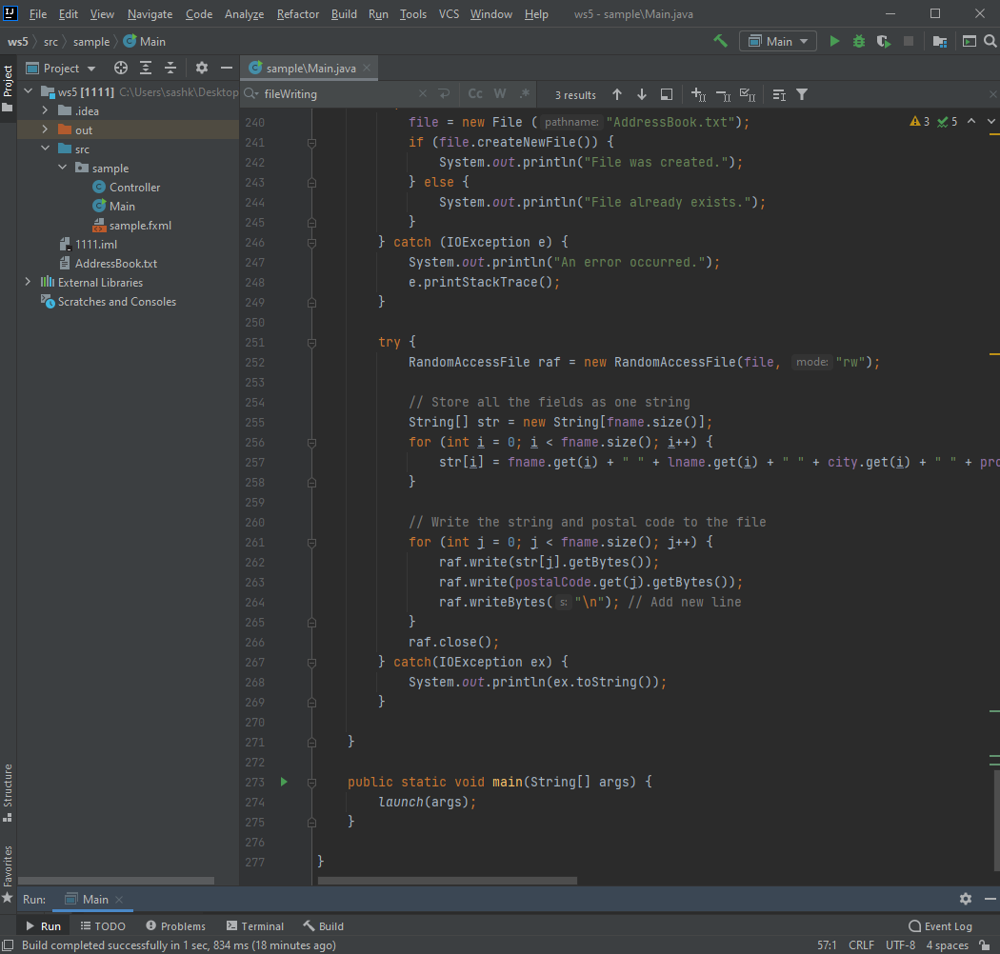 File Edit View Navigate Code Analyze Refactor Build Run Tools VCS Window Help ws5 - sample\Main.java
ws5 src sample Main
Main
Project
Project
sample\Main.java
fileWriting
Cc W .*
3 results
ws5 [1111] C:\Users\sashk\Desktop
.idea
out
src
sample
Controller
Main
sample.fxml
1111.iml
AddressBook.txt
External Libraries
Scratches and Consoles
3 5
240 file = new File ( pathname: "AddressBook.txt");
241 if (file.createNewFile()) {
242 System.out.println("File was created.");
243 } else {
244 System.out.println("File already exists.");
245 }
246 } catch (IOException e) {
247 System.out.println("An error occurred.");
248 e.printStackTrace();
249 }
250
251 try {
252 RandomAccessFile raf = new RandomAccessFile(file, mode: "rw");
253
254 // Store all the fields as one string
255 String[] str = new String[fname.size()];
256 for (int i = 0; i < fname.size(); i++) {
257 str[i] = fname.get(i) + " " + lname.get(i) + " " + city.get(i) + " " + pro
258 }
259
260 // Write the string and postal code to the file
261 for (int j = 0; j < fname.size(); j++) {
262 raf.write(str[j].getBytes());
263 raf.write(postalCode.get(j).getBytes());
264 raf.writeBytes( s: "\n"); // Add new line
265 }
266 raf.close();
267 } catch(IOException ex) {
268 System.out.println(ex.toString());
269 }
270
271 }
272
273 public static void main(String[] args) {
274 launch(args);
275 }
276
277 }
Structure
Favorites
Run: Main
Run TODO Problems Terminal Build Event Log
Build completed successfully in 1 sec, 834 ms (18 minutes ago) 57:1 CRLF UTF-8 4 spaces